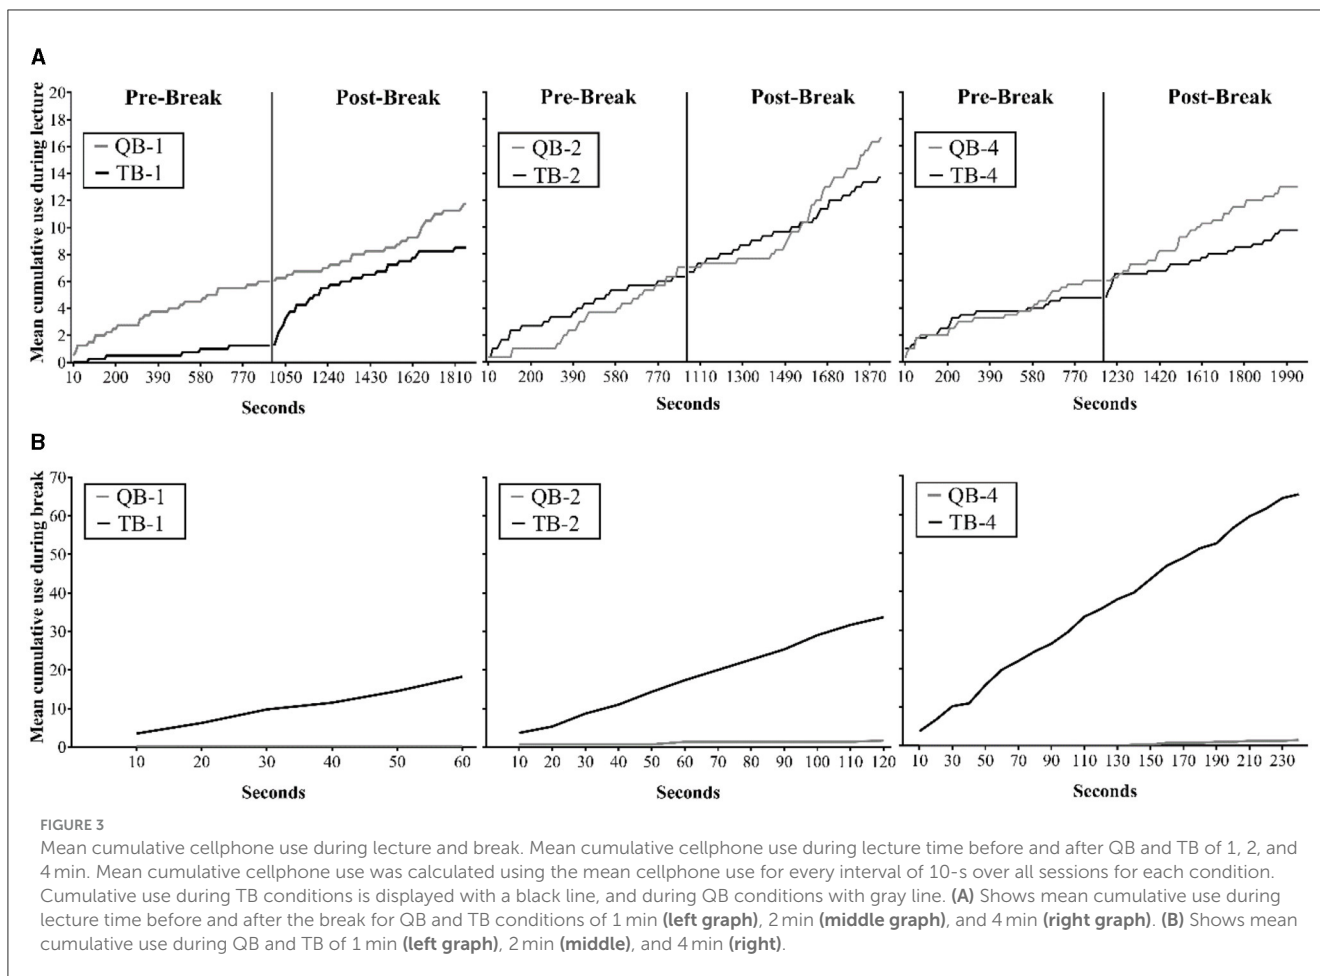 A
Mean cumulative use during lecture
20
18
16
14
12
10
8
6
4
2
0
Pre-Break Post-Break
QB-1
TB-1
10 200 390 580 770 1050 1240 1430 1620 1810
Seconds
Pre-Break Post-Break
QB-2
TB-2
10 390 580 770 1110 1300 1490 1680 1870
Seconds
Pre-Break Post-Break
QB-4
TB-4
10 200 390 580 770 1230 1420 1610 1800 1990
Seconds
B
Mean cumulative use during break
70
60
50
40
30
20
10
0
QB-1
TB-1
10 20 30 40 50 60
Seconds
QB-2
TB-2
10 20 30 40 50 60 70 80 90 100 110 120
Seconds
QB-4
TB-4
10 30 50 70 90 110 130 150 170 190 210 230
Seconds
FIGURE 3
Mean cumulative cellphone use during lecture and break. Mean cumulative cellphone use during lecture time before and after QB and TB of 1, 2, and
4 min. Mean cumulative cellphone use was calculated using the mean cellphone use for every interval of 10-s over all sessions for each condition.
Cumulative use during TB conditions is displayed with a black line, and during QB conditions with gray line. (A) Shows mean cumulative use during
lecture time before and after the break for QB and TB conditions of 1 min (left graph), 2 min (middle graph), and 4 min (right graph). (B) Shows mean
cumulative use during QB and TB of 1 min (left graph), 2 min (middle), and 4 min (right).